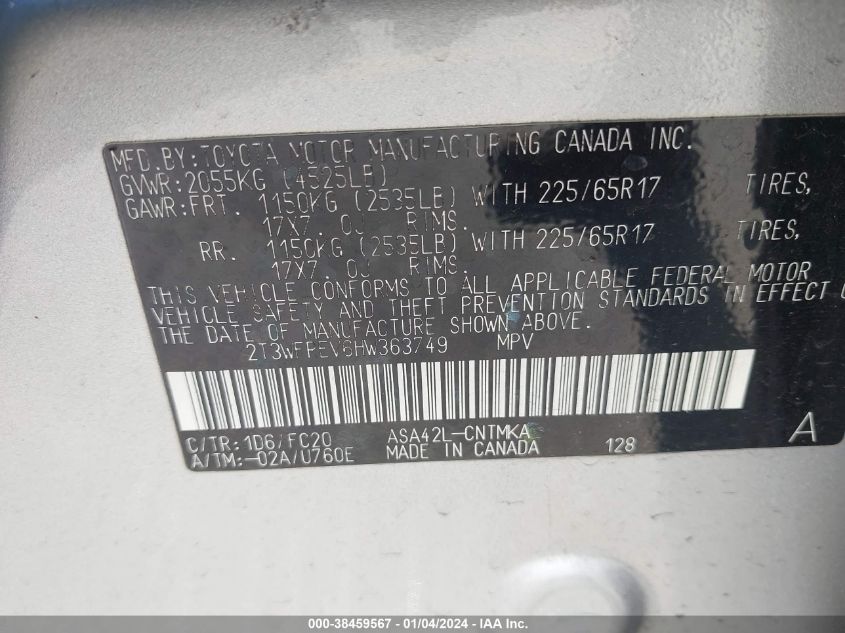 MFD. BY:TOYOTA MOTOR MANUFACTURING CANADA INC.
GVWR:2055KG (4525LB)
GAWR:FRT. 1150KG (2535LB) WITH 225/65R17 TIRES,
17X7.0J RIMS.
RR. 1150KG (2535LB) WITH 225/65R17 TIRES,
17X7.0J RIMS.
THIS VEHICLE CONFORMS TO ALL APPLICABLE FEDERAL MOTOR
VEHICLE SAFETY AND THEFT PREVENTION STANDARDS IN EFFECT
THE DATE OF MANUFACTURE SHOWN ABOVE.
2T3WFREV6HW363749 MPV
C/TR:1D6/FC20 ASA42L-CNTMKA 128 A
A/TM:-02A/U760E MADE IN CANADA
000-38459567 - 01/04/2024 - IAA Inc.